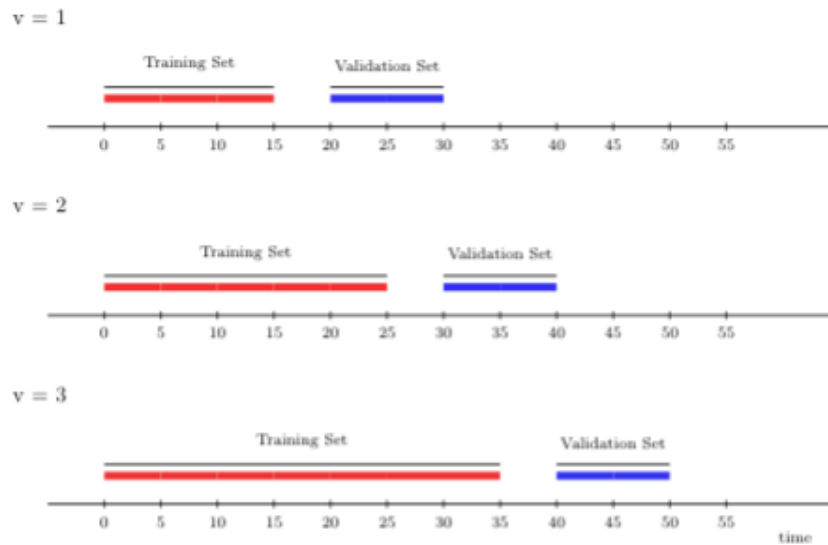 v = 1
Training Set
Validation Set
0 5 10 15 20 25 30 35 40 45 50 55
v = 2
Training Set
Validation Set
0 5 10 15 20 25 30 35 40 45 50 55
v = 3
Training Set
Validation Set
0 5 10 15 20 25 30 35 40 45 50 55
time